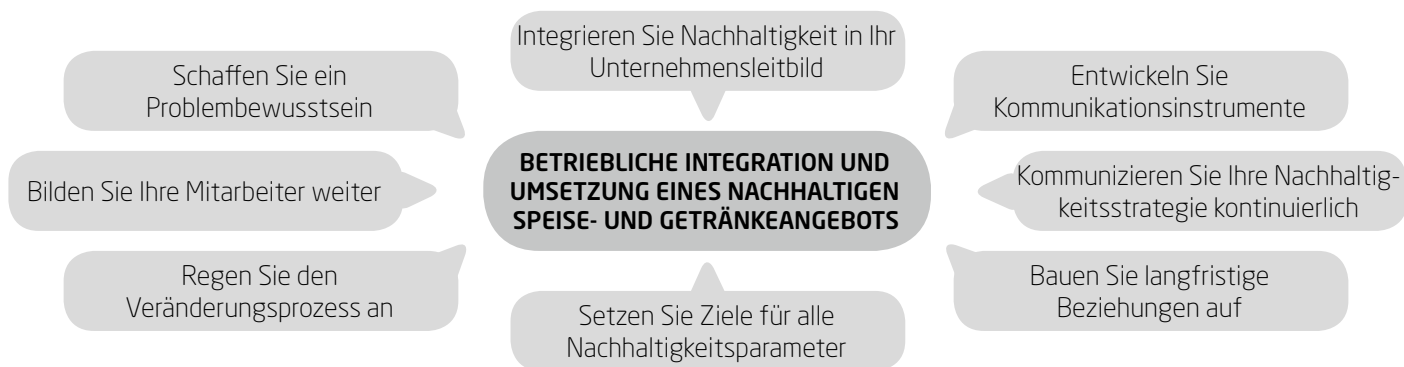 Integrieren Sie Nachhaltigkeit in Ihr
Unternehmensleitbild
Schaffen Sie ein
Problembewusstsein
Entwickeln Sie
Kommunikationsinstrumente
BETRIEBLICHE INTEGRATION UND
UMSETZUNG EINES NACHHALTIGEN
SPEISE- UND GETRÄNKEANGEBOTS
Bilden Sie Ihre Mitarbeiter weiter
Kommunizieren Sie Ihre Nachhaltig-
keitsstrategie kontinuierlich
Regen Sie den
Veränderungsprozess an
Bauen Sie langfristige
Beziehungen auf
Setzen Sie Ziele für alle
Nachhaltigkeitsparameter